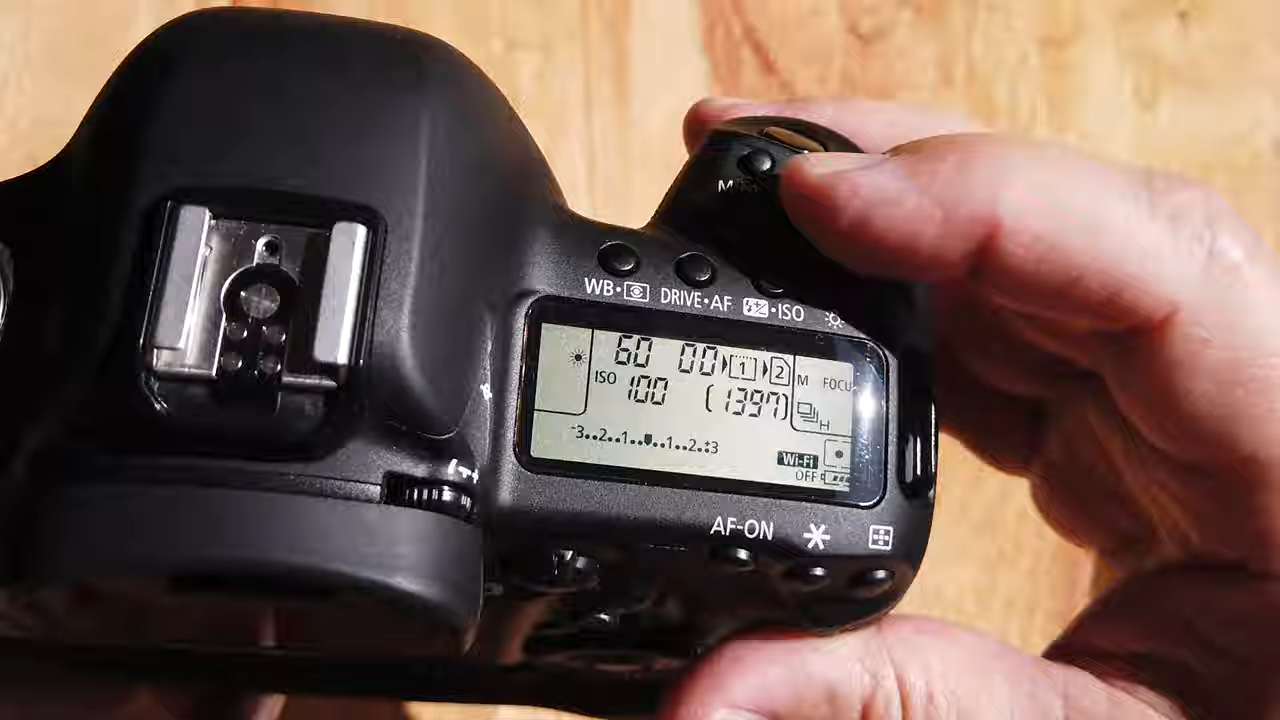 WB DRIVE•AF •ISO
60 00 1 2
M FOCU
ISO 100 (1397)
H
-3..2..1..▼..1..2..+3
Wi-Fi
OFF
AF-ON